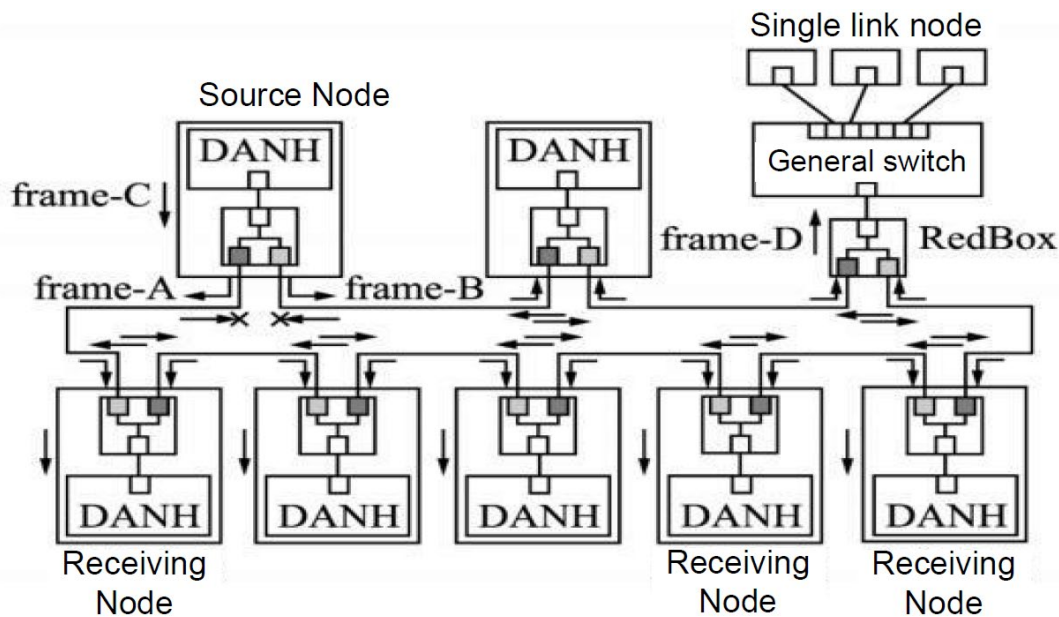 Single link node
Source Node
DANH
DANH
General switch
frame-C
frame-D
RedBox
frame-A
frame-B
DANH
DANH
DANH
DANH
DANH
Receiving
Node
Receiving
Node
Receiving
Node